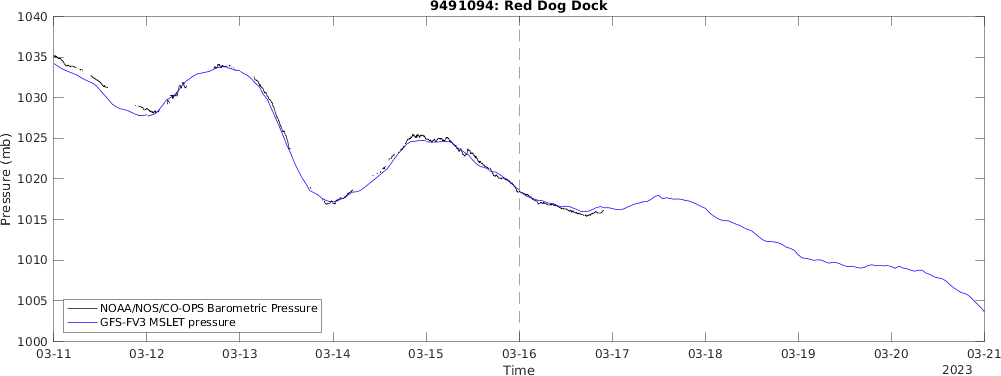 9491094: Red Dog Dock
1040
1035
1030
1025
1020
1015
1010
1005
1000
Pressure (mb)
NOAA/NOS/CO-OPS Barometric Pressure
GFS-FV3 MSLET pressure
03-11 03-12 03-13 03-14 03-15 03-16 03-17 03-18 03-19 03-20 03-21
Time
2023